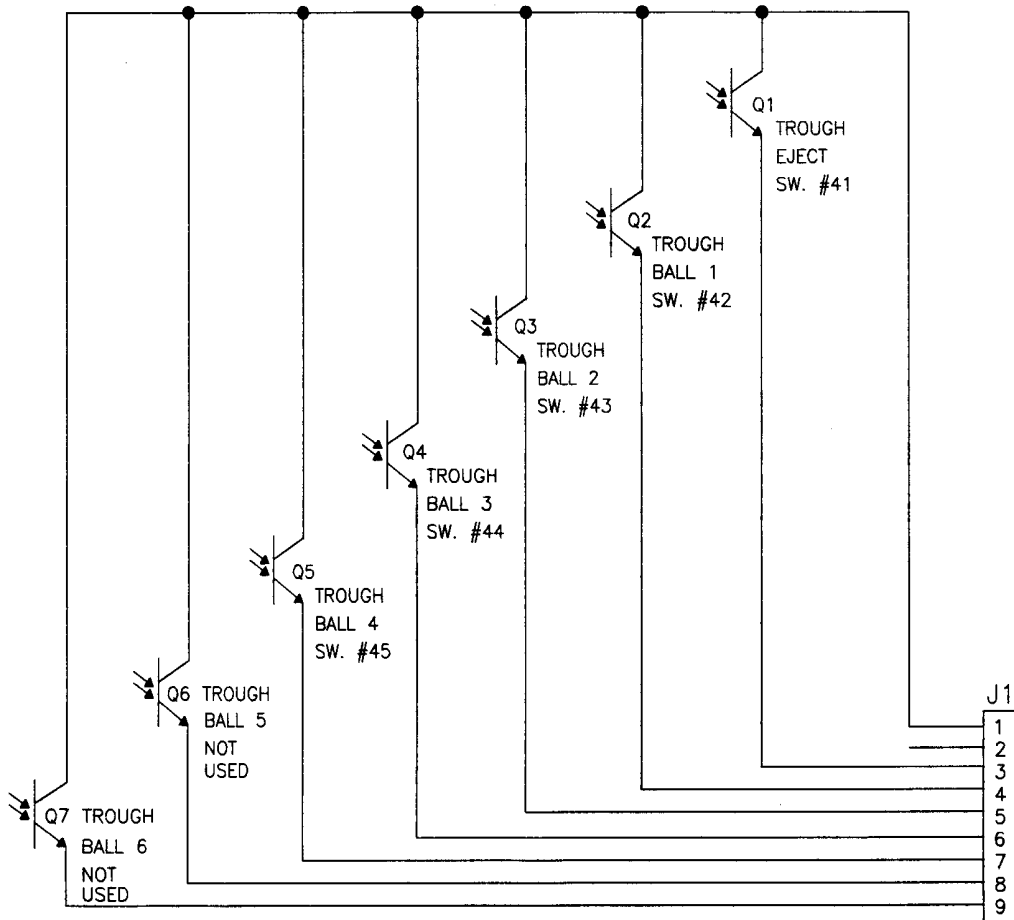 Q1
TROUGH
EJECT
SW. #41
Q2
TROUGH
BALL 1
SW. #42
Q3
TROUGH
BALL 2
SW. #43
Q4
TROUGH
BALL 3
SW. #44
Q5
TROUGH
BALL 4
SW. #45
Q6 TROUGH
BALL 5
NOT
USED
Q7 TROUGH
BALL 6
NOT
USED
J1
1
2
3
4
5
6
7
8
9